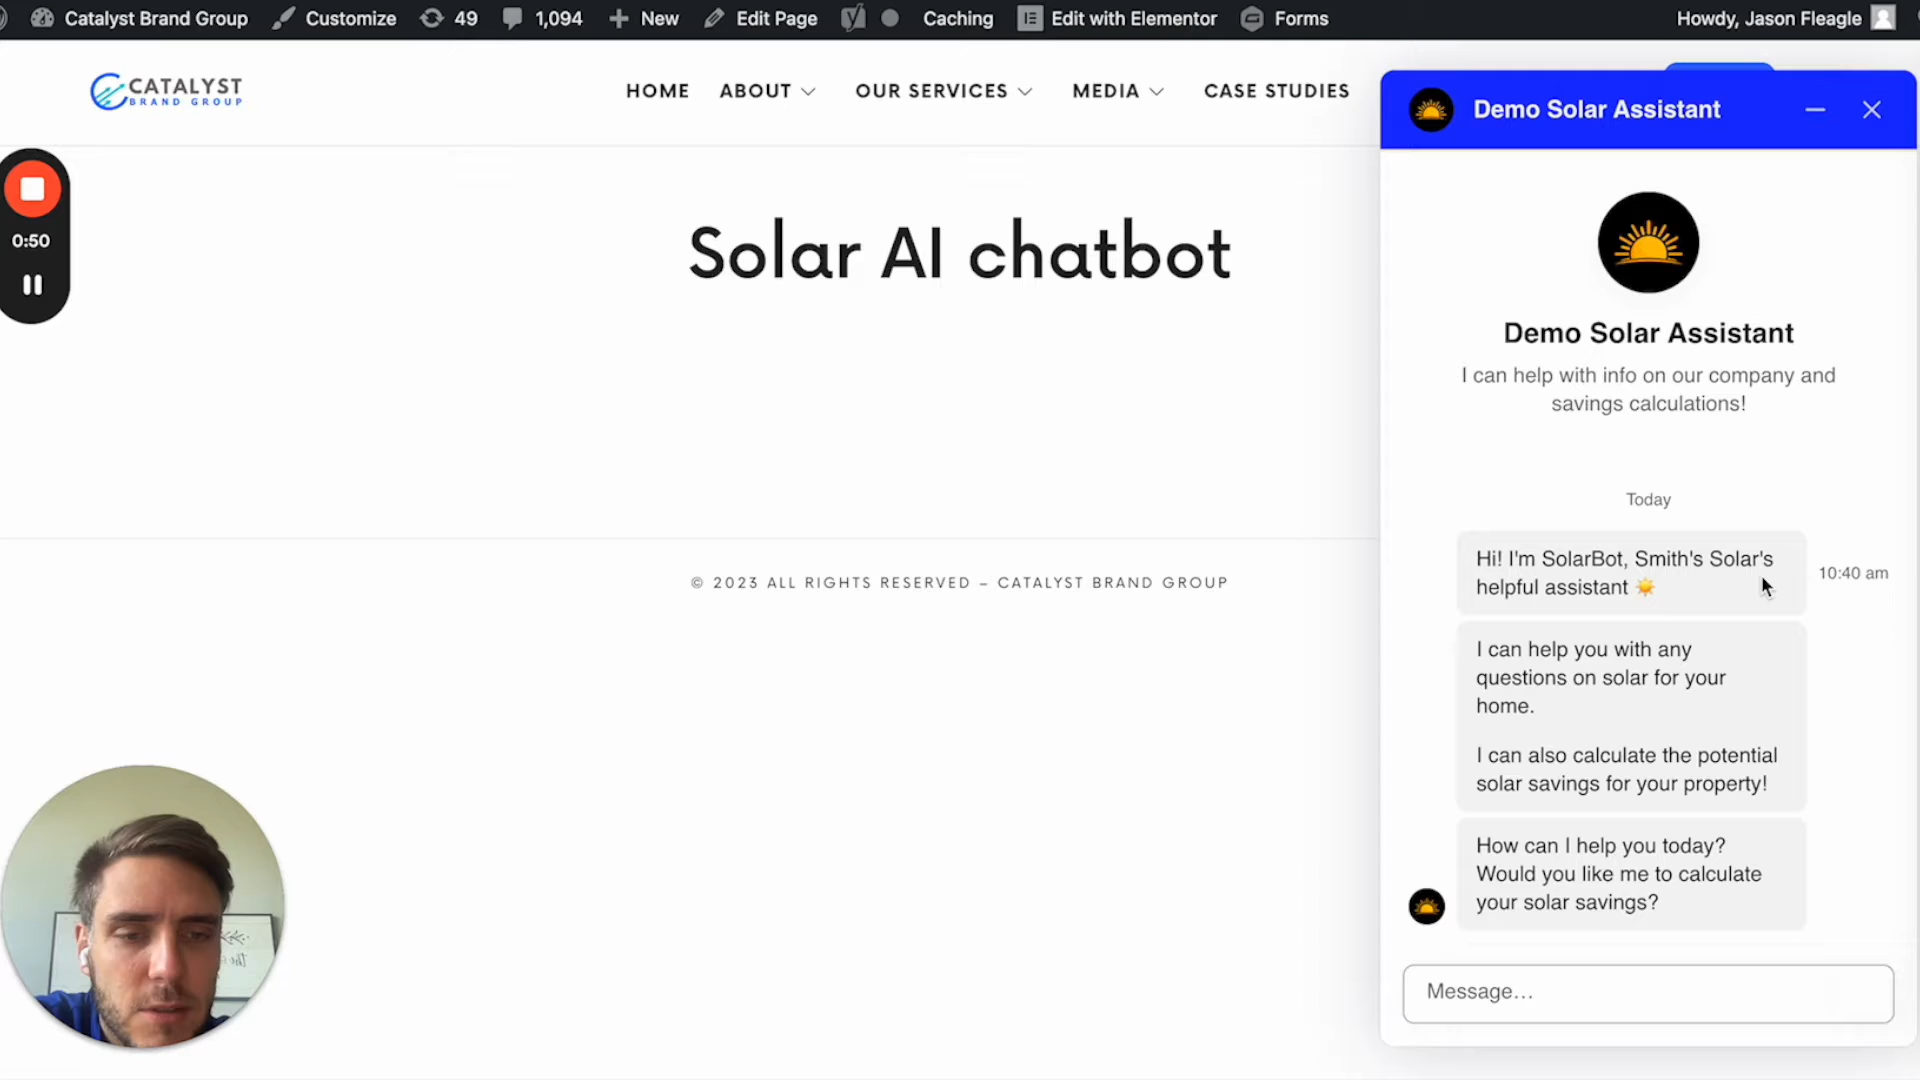 Catalyst Brand Group Customize 49 1,094 New Edit Page Caching Edit with Elementor Forms Howdy, Jason Fleagle
CATALYST
BRAND GROUP
HOME ABOUT OUR SERVICES MEDIA CASE STUDIES
0:50
Solar AI chatbot
© 2023 ALL RIGHTS RESERVED – CATALYST BRAND GROUP
Demo Solar Assistant
Demo Solar Assistant
I can help with info on our company and
savings calculations!
Today
Hi! I'm SolarBot, Smith's Solar's
helpful assistant ☀️
10:40 am
I can help you with any
questions on solar for your
home.
I can also calculate the potential
solar savings for your property!
How can I help you today?
Would you like me to calculate
your solar savings?
Message...